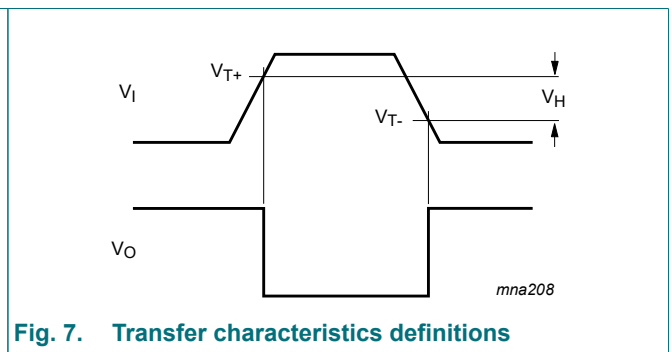 VT+
VI
VH
VT-
VO
mna208
Fig. 7. Transfer characteristics definitions